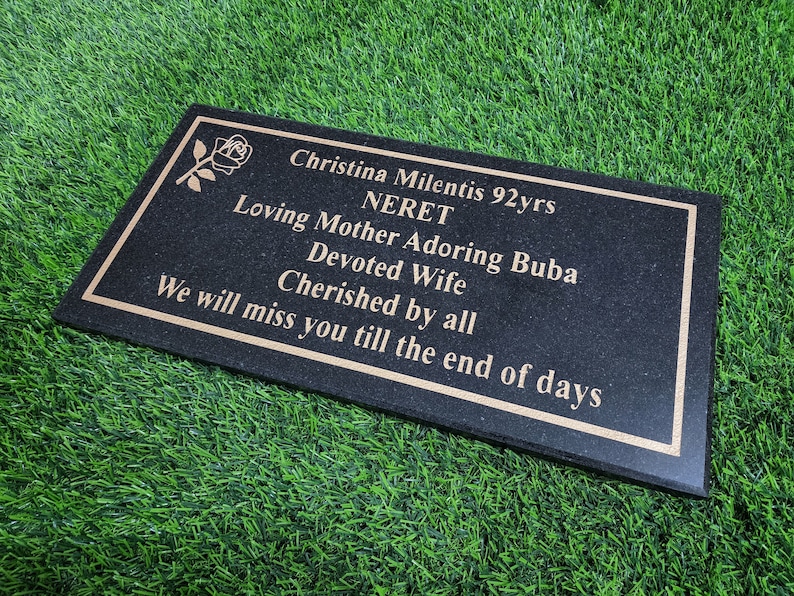 Christina Milentis 92yrs
NERET
Loving Mother Adoring Buba
Devoted Wife
Cherished by all
We will miss you till the end of days